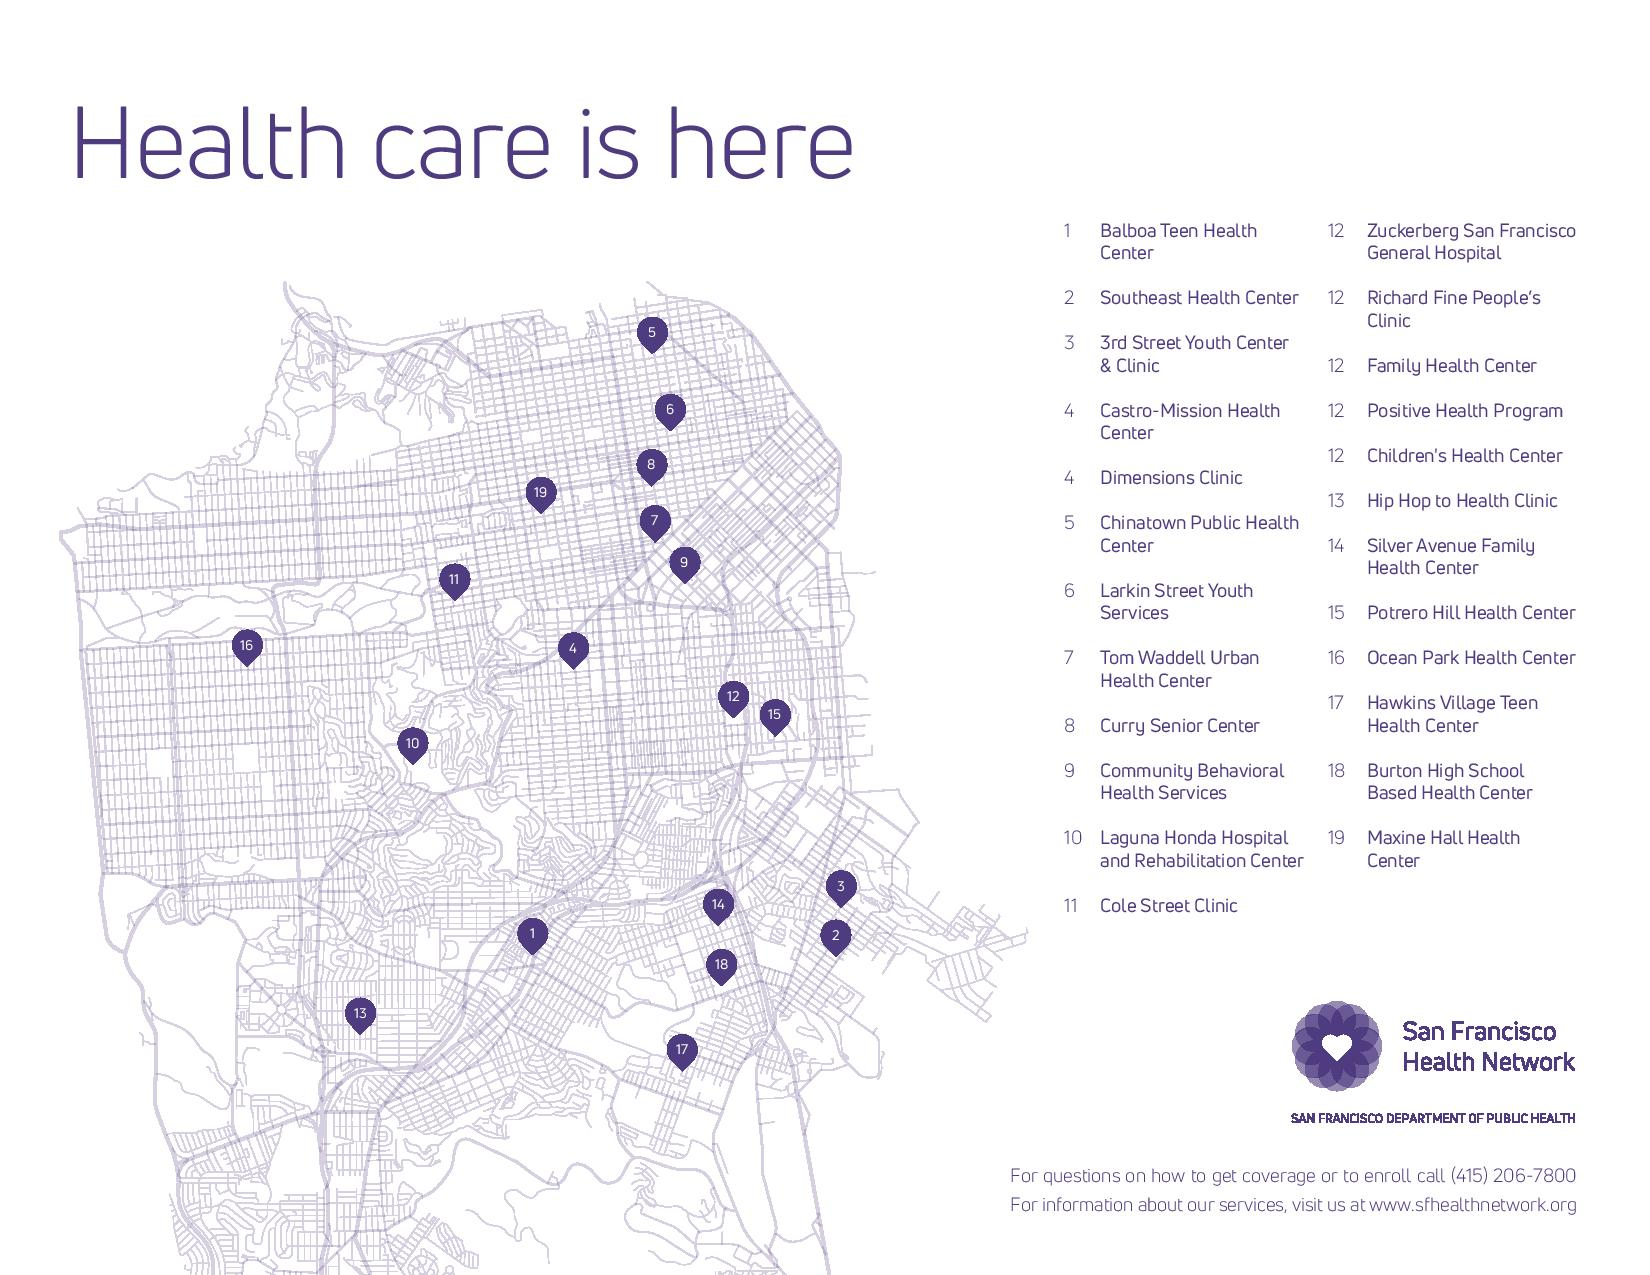 Health care is here
1 Balboa Teen Health
Center
2 Southeast Health Center
3 3rd Street Youth Center
& Clinic
4 Castro-Mission Health
Center
4 Dimensions Clinic
5 Chinatown Public Health
Center
6 Larkin Street Youth
Services
7 Tom Waddell Urban
Health Center
8 Curry Senior Center
9 Community Behavioral
Health Services
10 Laguna Honda Hospital
and Rehabilitation Center
11 Cole Street Clinic
12 Zuckerberg San Francisco
General Hospital
12 Richard Fine People’s
Clinic
12 Family Health Center
12 Positive Health Program
12 Children's Health Center
13 Hip Hop to Health Clinic
14 Silver Avenue Family
Health Center
15 Potrero Hill Health Center
16 Ocean Park Health Center
17 Hawkins Village Teen
Health Center
18 Burton High School
Based Health Center
19 Maxine Hall Health
Center
5
6
8
19
7
9
11
16
4
12
15
10
3
14
1
2
18
13
17
San Francisco
Health Network
SAN FRANCISCO DEPARTMENT OF PUBLIC HEALTH
For questions on how to get coverage or to enroll call (415) 206-7800
For information about our services, visit us at www.sfhealthnetwork.org